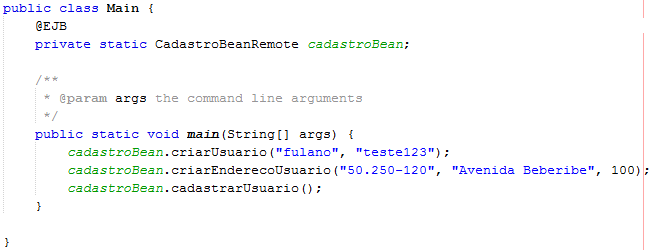 public class Main {
@EJB
private static CadastroBeanRemote cadastroBean;
/**
* @param args the command line arguments
*/
public static void main(String[] args) {
cadastroBean.criarUsuario("fulano", "teste123");
cadastroBean.criarEnderecoUsuario("50.250-120", "Avenida Beberibe", 100);
cadastroBean.cadastrarUsuario();
}
}